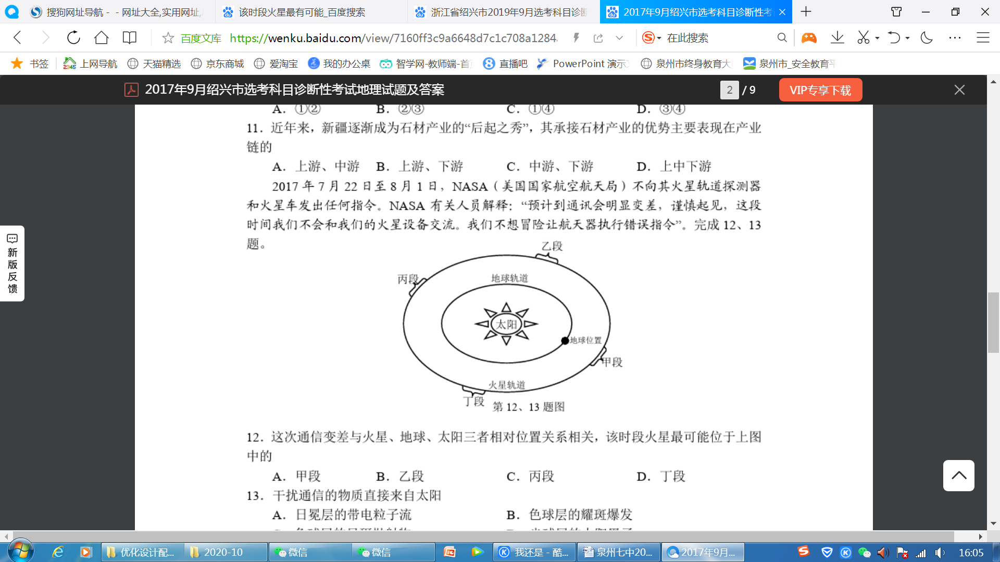 搜狗网址导航 - - 网址大全,实用网址,
该时段火星最有可能_百度搜索
浙江省绍兴市2019年9月选考科目诊断
2017年9月绍兴市选考科目诊断性考
百度文库 https://wenku.baidu.com/view/7160ff3c9a6648d7c1c708a1284
在此搜索
书签 上网导航 天猫精选 京东商城 爱淘宝 我的办公桌 智学网-教师端-首 直播吧 PowerPoint 演示 泉州市终身教育大 泉州市_安全教育平
2017年9月绍兴市选考科目诊断性考试地理试题及答案 2 / 9 VIP专享下载
A. ①② B. ②③ C. ①④ D. ③④
11. 近年来，新疆逐渐成为石材产业的“后起之秀”，其承接石材产业的优势主要表现在产业
链的
A. 上游、中游 B. 上游、下游 C. 中游、下游 D. 上中下游
2017 年 7 月 22 日至 8 月 1 日，NASA（美国国家航空航天局）不向其火星轨道探测器
和火星车发出任何指令。NASA 有关人员解释：“预计到通讯会明显变差，谨慎起见，这段
时间我们不会和我们的火星设备交流。我们不想冒险让航天器执行错误指令”。完成 12、13
题。
乙段
丙段
地球轨道
太阳
地球位置
甲段
火星轨道
丁段
第 12、13 题图
12. 这次通信变差与火星、地球、太阳三者相对位置关系相关，该时段火星最可能位于上图
中的
A. 甲段 B. 乙段 C. 丙段 D. 丁段
13. 干扰通信的物质直接来自太阳
A. 日冕层的带电粒子流 B. 色球层的耀斑爆发
新版反馈
优化设计配... 2020-10 微信 微信 我还是 - 酷... 泉州七中20... 2017年9月... 16:05